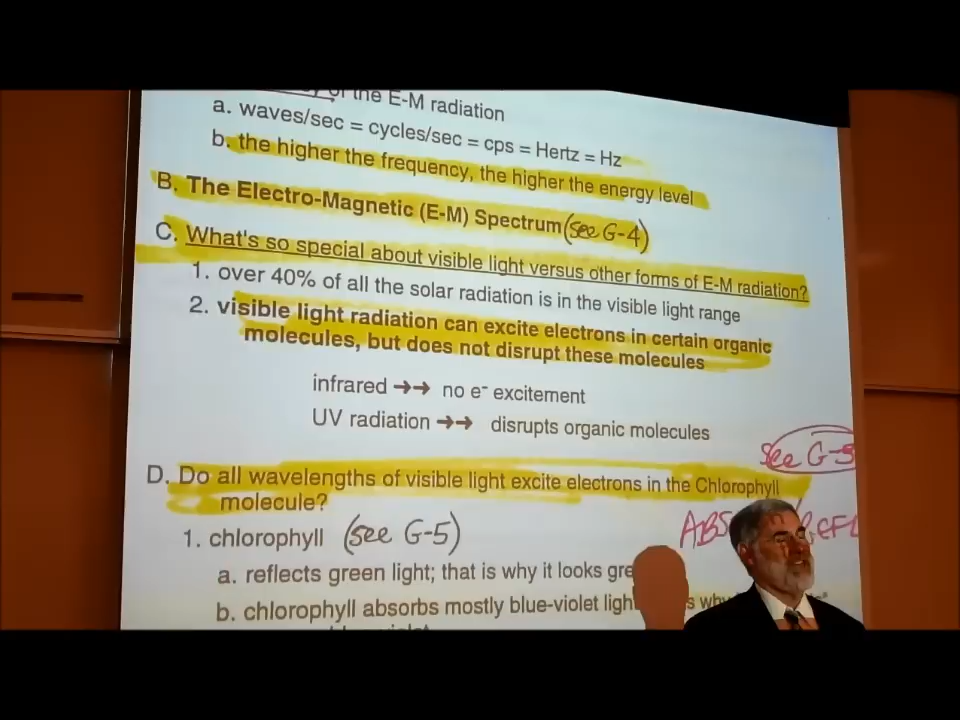 of the E-M radiation
a. waves/sec = cycles/sec = cps = Hertz = Hz
b. the higher the frequency, the higher the energy level
B. The Electro-Magnetic (E-M) Spectrum (see G-4)
C. What's so special about visible light versus other forms of E-M radiation?
1. over 40% of all the solar radiation is in the visible light range
2. visible light radiation can excite electrons in certain organic
molecules, but does not disrupt these molecules
infrared →→ no e⁻ excitement
UV radiation →→ disrupts organic molecules
see G-5
D. Do all wavelengths of visible light excite electrons in the Chlorophyll
molecule?
1. chlorophyll (see G-5)
a. reflects green light; that is why it looks
b. chlorophyll absorbs mostly blue-violet